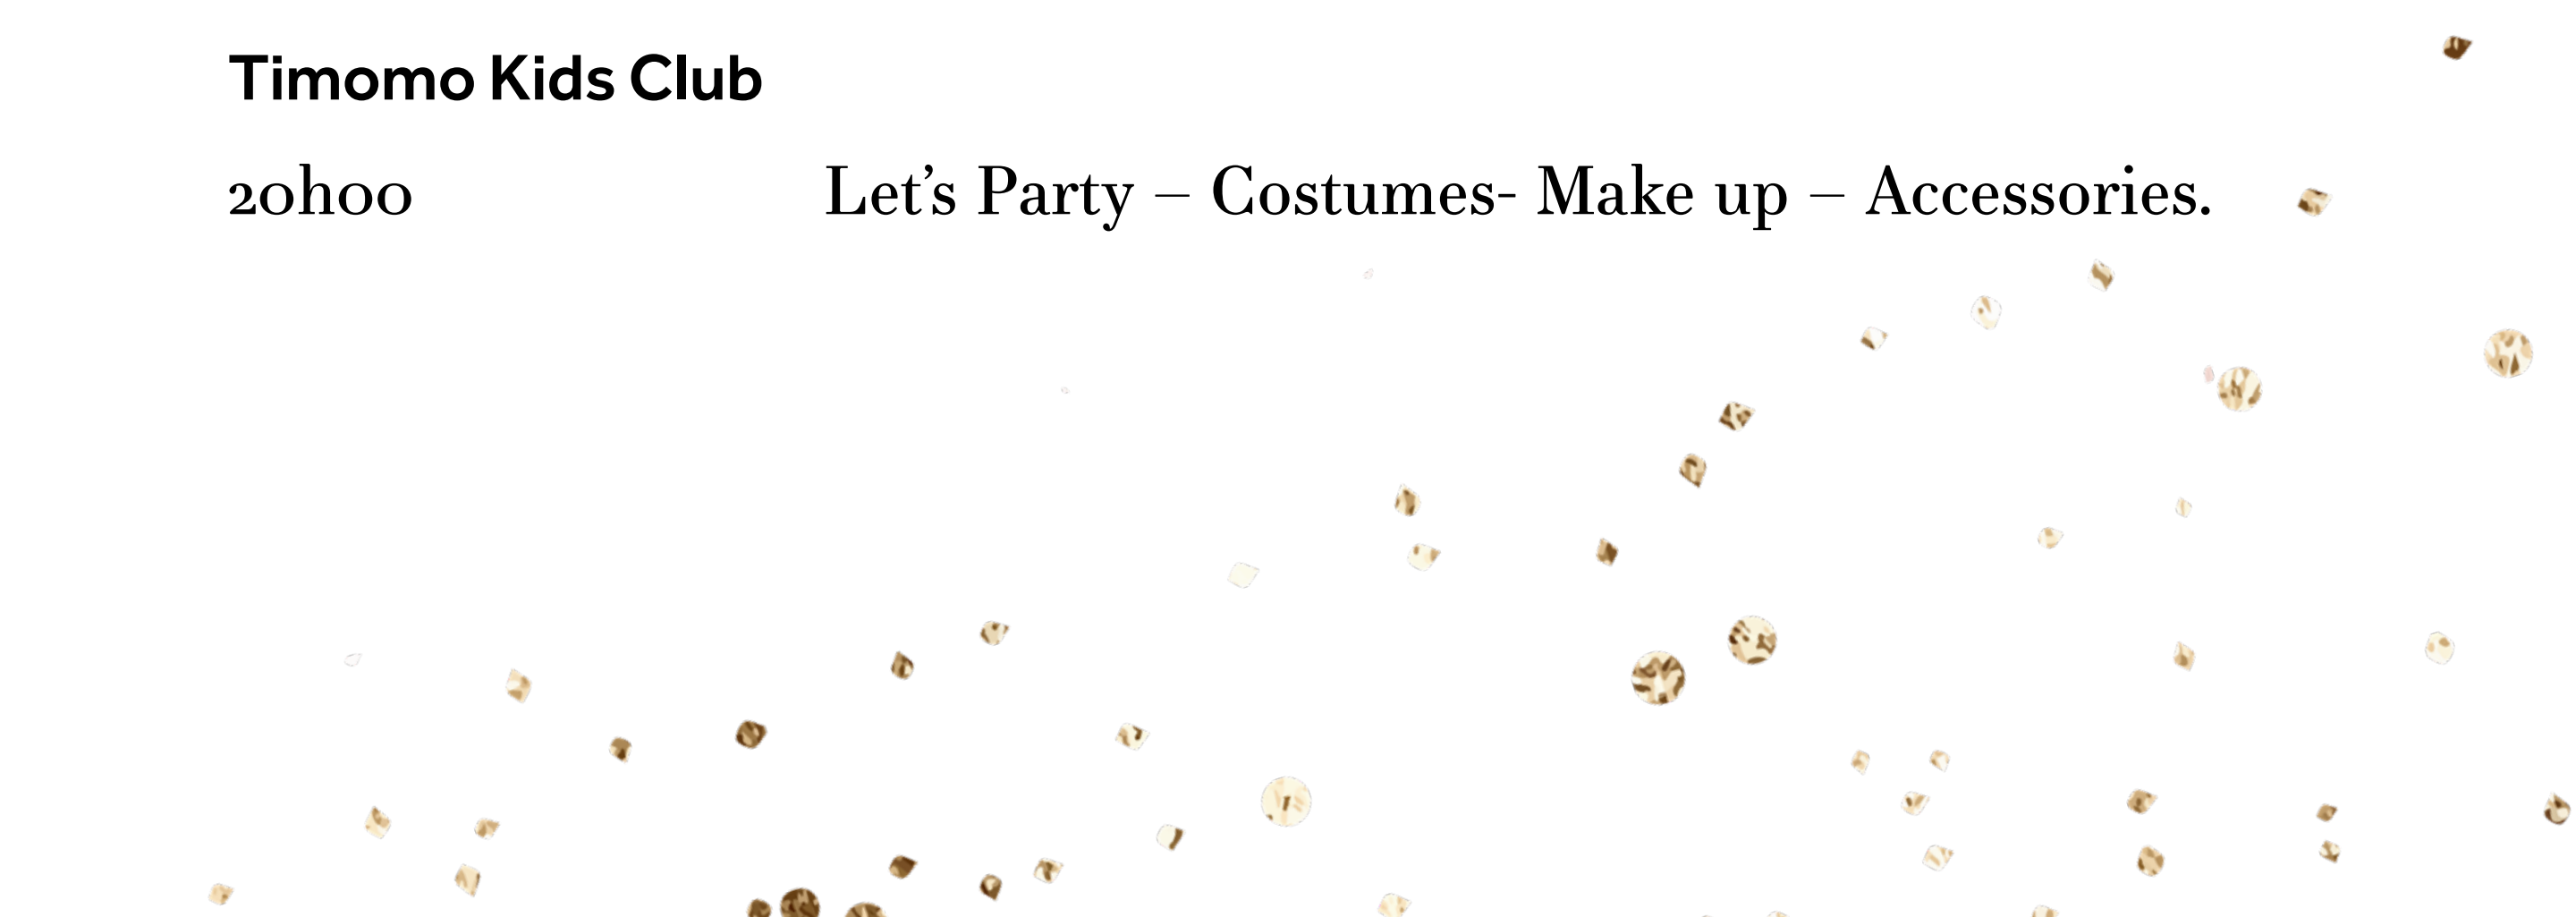 Timomo Kids Club
20h00 Let’s Party – Costumes- Make up – Accessories.